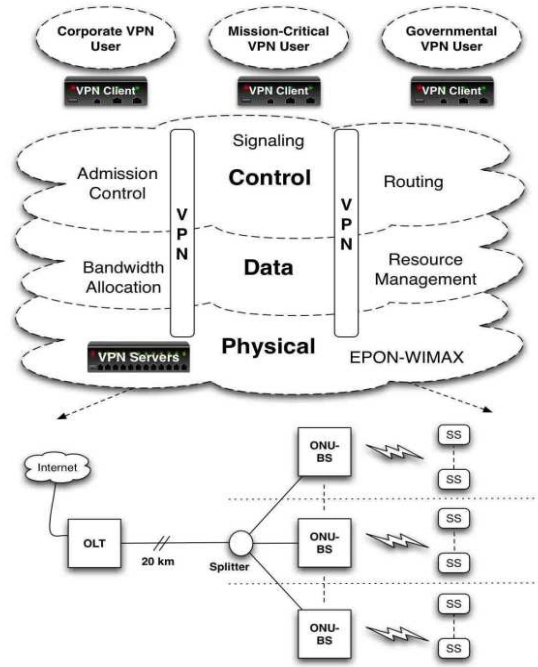 Corporate VPN
User
Mission-Critical
VPN User
Governmental
VPN User
VPN Client
VPN Client
VPN Client
Signaling
Admission
Control
Control
Routing
VPN
VPN
Bandwidth
Allocation
Data
Resource
Management
Physical
VPN Servers
EPON-WIMAX
Internet
OLT
20 km
Splitter
ONU-
BS
SS
SS
ONU-
BS
SS
SS
ONU-
BS
SS
SS